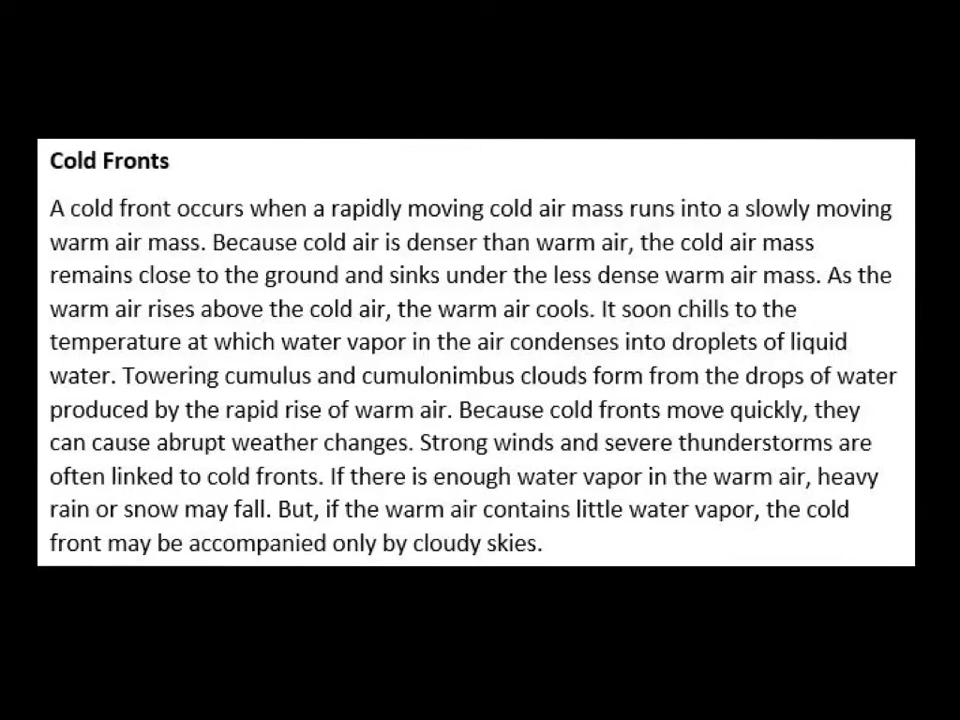 Cold Fronts
A cold front occurs when a rapidly moving cold air mass runs into a slowly moving
warm air mass. Because cold air is denser than warm air, the cold air mass
remains close to the ground and sinks under the less dense warm air mass. As the
warm air rises above the cold air, the warm air cools. It soon chills to the
temperature at which water vapor in the air condenses into droplets of liquid
water. Towering cumulus and cumulonimbus clouds form from the drops of water
produced by the rapid rise of warm air. Because cold fronts move quickly, they
can cause abrupt weather changes. Strong winds and severe thunderstorms are
often linked to cold fronts. If there is enough water vapor in the warm air, heavy
rain or snow may fall. But, if the warm air contains little water vapor, the cold
front may be accompanied only by cloudy skies.